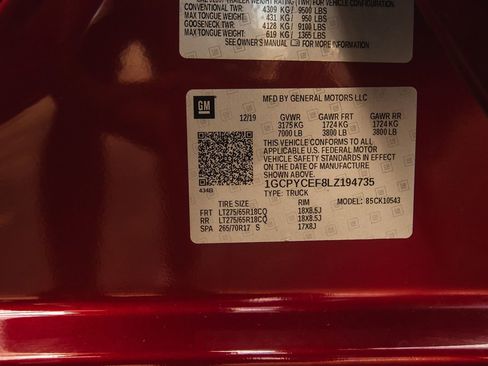 CONVENTIONAL TWR: 4309 KG 9500 LBS
MAX TONGUE WEIGHT: 431 KG 950 LBS
GOOSENECK TWR: 4128 KG 9100 LBS
MAX TONGUE WEIGHT: 619 KG 1365 LBS
SEE OWNER'S MANUAL FOR MORE INFORMATION
GM
MFD BY GENERAL MOTORS LLC
12/19 GVWR GAWR FRT GAWR RR
3175 KG 1724 KG 1724 KG
7000 LB 3800 LB 3800 LB
THIS VEHICLE CONFORMS TO ALL
APPLICABLE U.S. FEDERAL MOTOR
VEHICLE SAFETY STANDARDS IN EFFECT
ON THE DATE OF MANUFACTURE
SHOWN ABOVE.
1GCPYCEF8LZ194735
434B TYPE: TRUCK
MODEL: 85CK10543
TIRE SIZE RIM
FRT LT275/65R18CQ 18X8.5J
RR LT275/65R18CQ 18X8.5J
SPA 265/70R17 S 17X8J